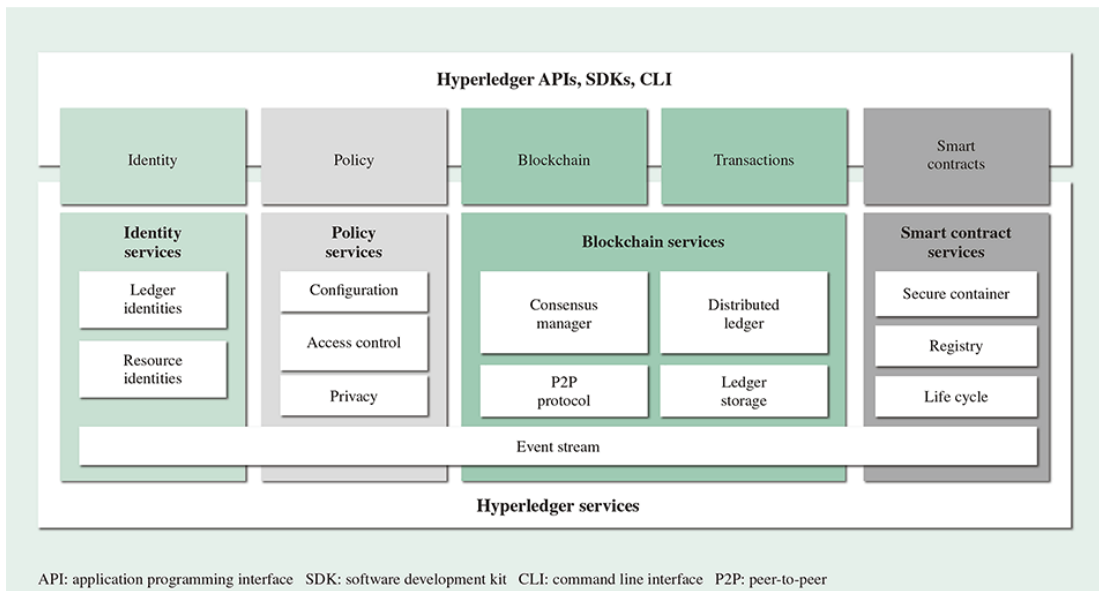 Hyperledger APIs, SDKs, CLI
Identity
Policy
Blockchain
Transactions
Smart
contracts
Identity
services
Ledger
identities
Resource
identities
Policy
services
Configuration
Access control
Privacy
Blockchain services
Consensus
manager
Distributed
ledger
P2P
protocol
Ledger
storage
Smart contract
services
Secure container
Registry
Life cycle
Event stream
Hyperledger services
API: application programming interface SDK: software development kit CLI: command line interface P2P: peer-to-peer